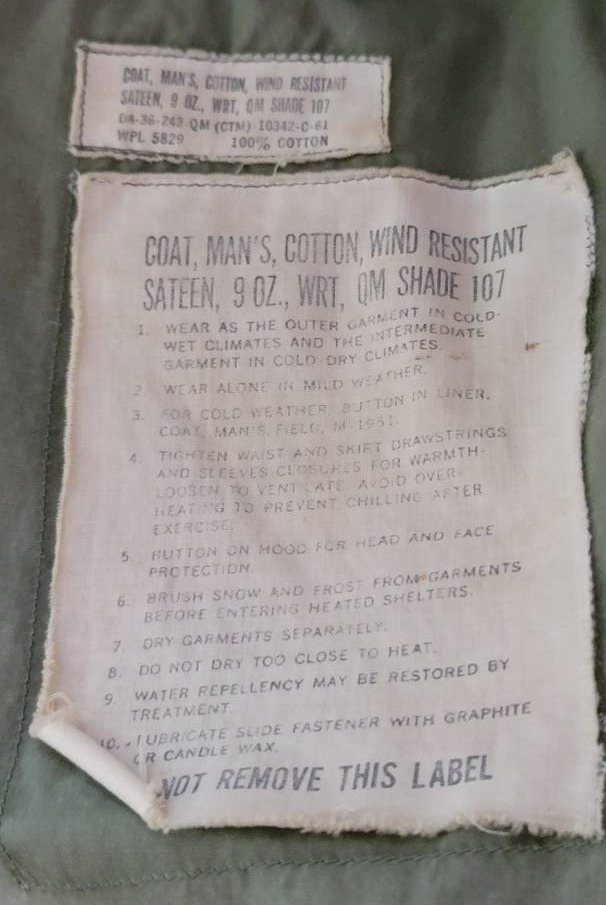 COAT, MAN'S, COTTON, WIND RESISTANT
SATEEN, 9 OZ., WRT, QM SHADE 107
DA-36-243-QM (CTM)-10342-C-61
WPL 5829 100% COTTON
COAT, MAN'S, COTTON, WIND RESISTANT
SATEEN, 9 OZ., WRT, QM SHADE 107
1. WEAR AS THE OUTER GARMENT IN COLD-
WET CLIMATES AND THE INTERMEDIATE
GARMENT IN COLD-DRY CLIMATES.
2. WEAR ALONE IN MILD WEATHER.
3. FOR COLD WEATHER, BUTTON IN LINER,
COAT, MAN'S, FIELD, M-1951.
4. TIGHTEN WAIST AND SKIRT DRAWSTRINGS
AND SLEEVES CLOSURES FOR WARMTH-
LOOSEN TO VENTILATE. AVOID OVER-
HEATING TO PREVENT CHILLING AFTER
EXERCISE.
5. BUTTON ON HOOD FOR HEAD AND FACE
PROTECTION.
6. BRUSH SNOW AND FROST FROM GARMENTS
BEFORE ENTERING HEATED SHELTERS.
7. DRY GARMENTS SEPARATELY.
8. DO NOT DRY TOO CLOSE TO HEAT.
9. WATER REPELLENCY MAY BE RESTORED BY
TREATMENT.
10. LUBRICATE SLIDE FASTENER WITH GRAPHITE
OR CANDLE WAX.
NOT REMOVE THIS LABEL